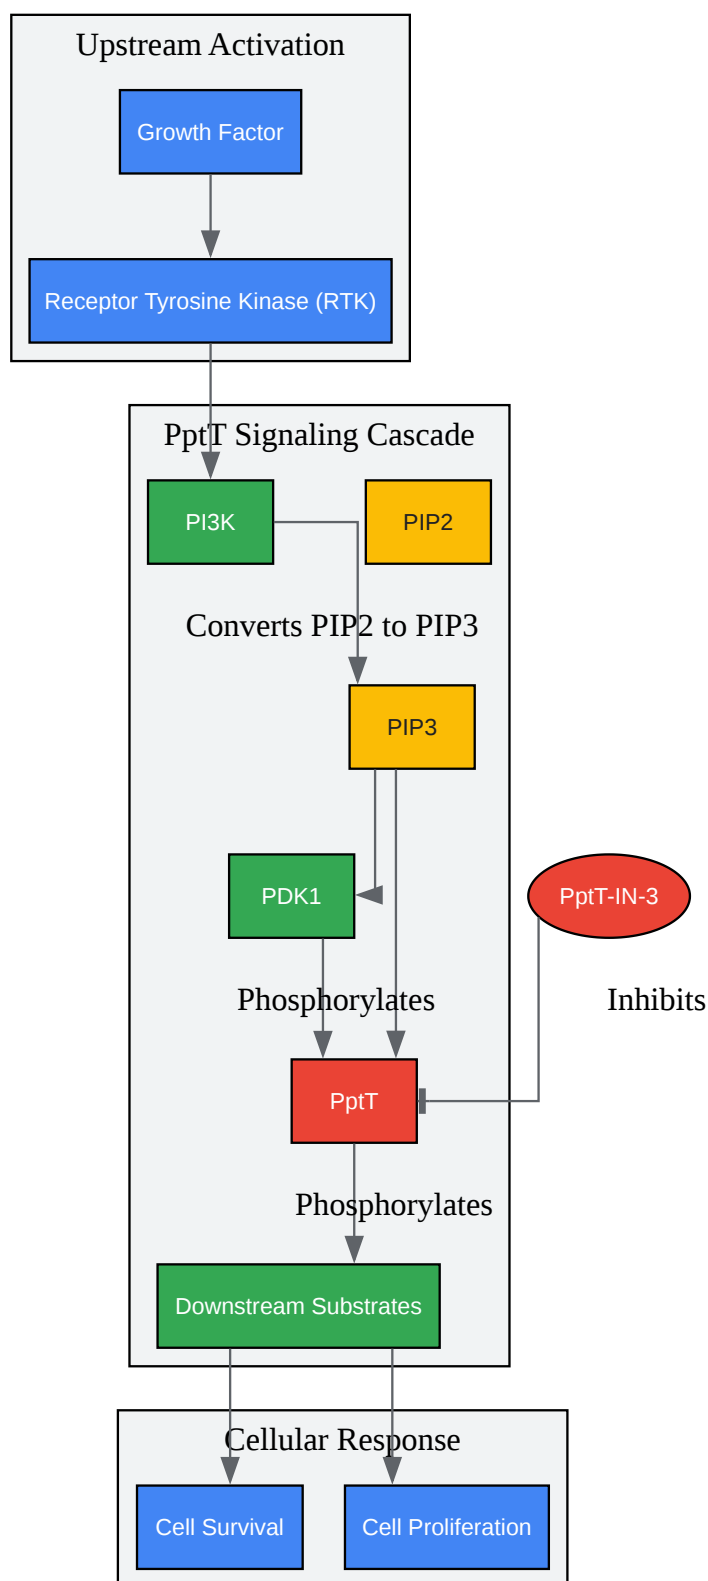 Upstream Activation
Growth Factor
Receptor Tyrosine Kinase (RTK)
PptT Signaling Cascade
PI3K
PIP2
Converts PIP2 to PIP3
PIP3
PDK1
PptT-IN-3
Phosphorylates
Inhibits
PptT
Phosphorylates
Downstream Substrates
Cellular Response
Cell Survival
Cell Proliferation